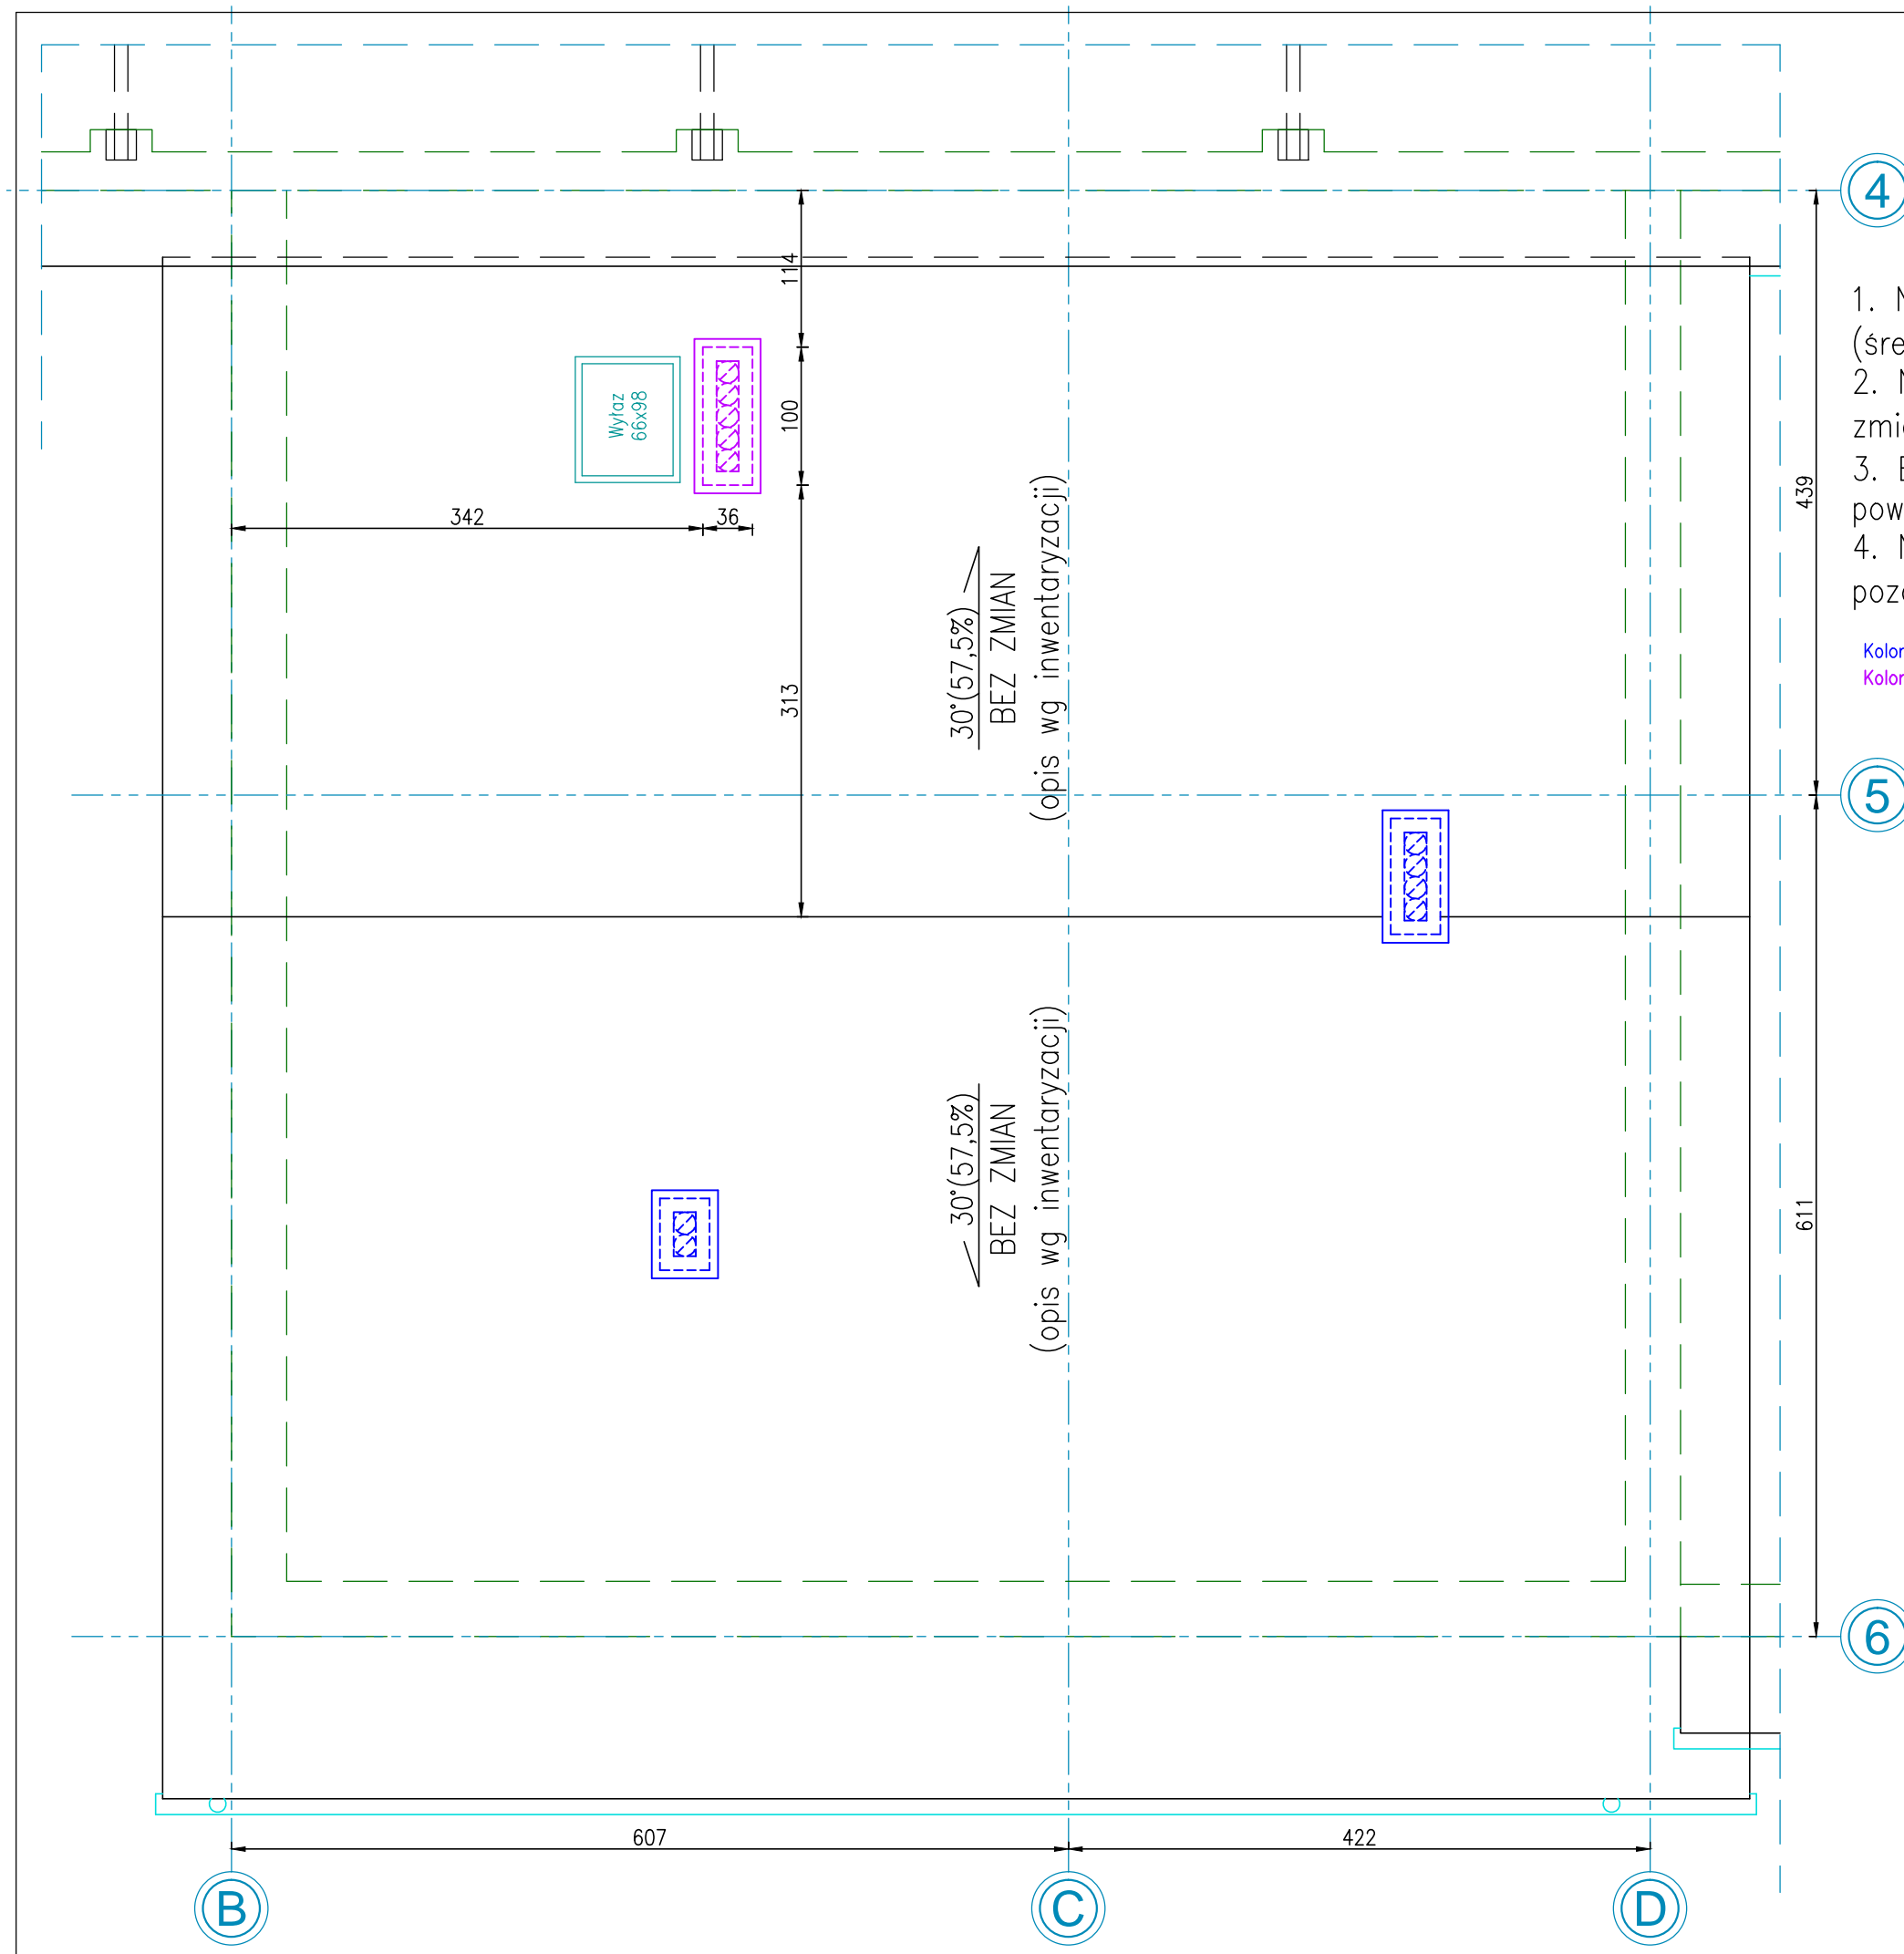 4
114
1.
(śre
2.
Wyłaz
66x98
100
3.
439
pow
342
36
4.
poz
Kolor
Kolor
30°(57,5%)
BEZ ZMIAN
(opis wg inwentaryzacji)
313
5
30°(57,5%)
BEZ ZMIAN
(opis wg inwentaryzacji)
611
6
607
422
B
C
D